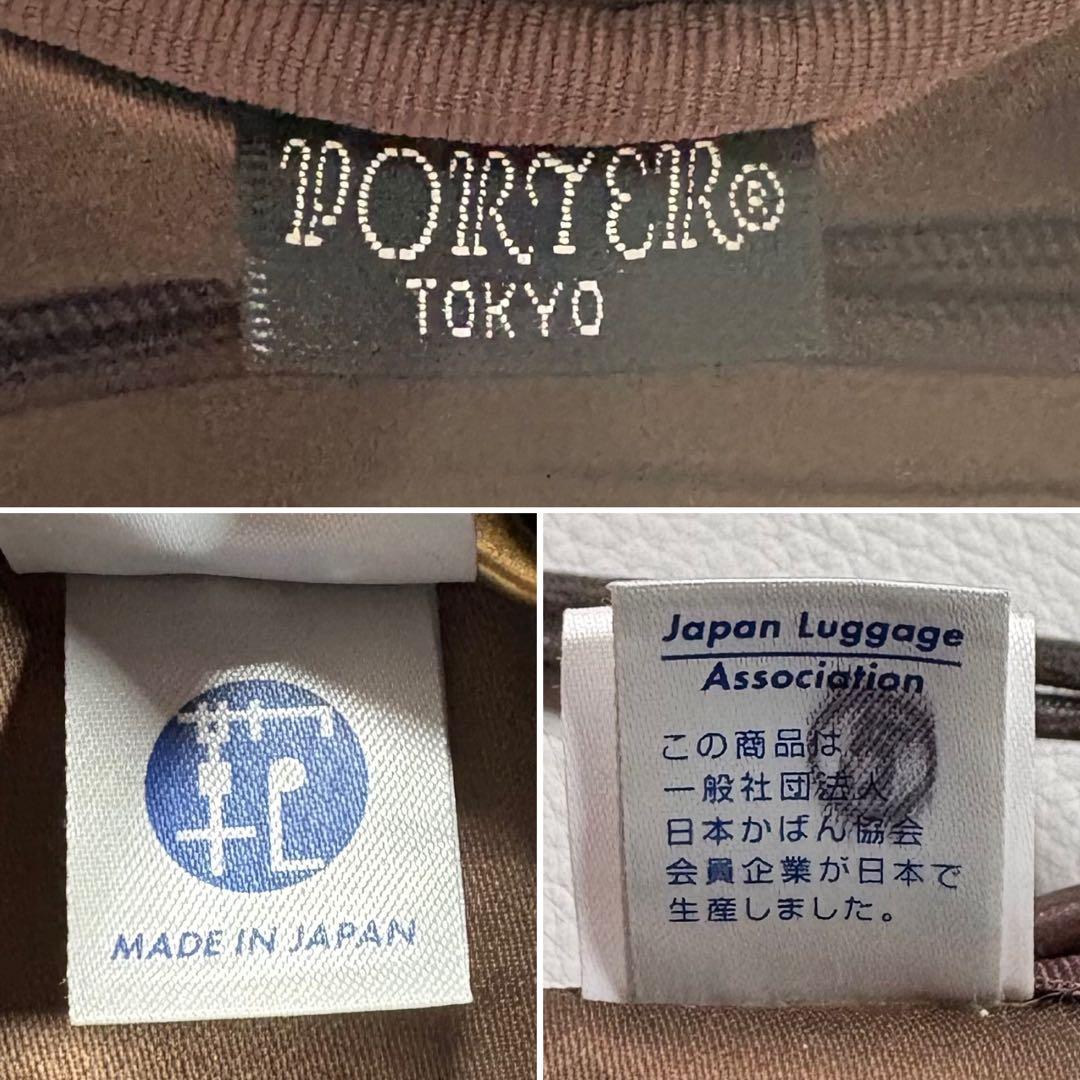 PORTER®
TOKYO
鞄
MADE IN JAPAN
Japan Luggage
Association
この商品は
一般社団法人
日本かばん協会
会員企業が日本で
生産しました。